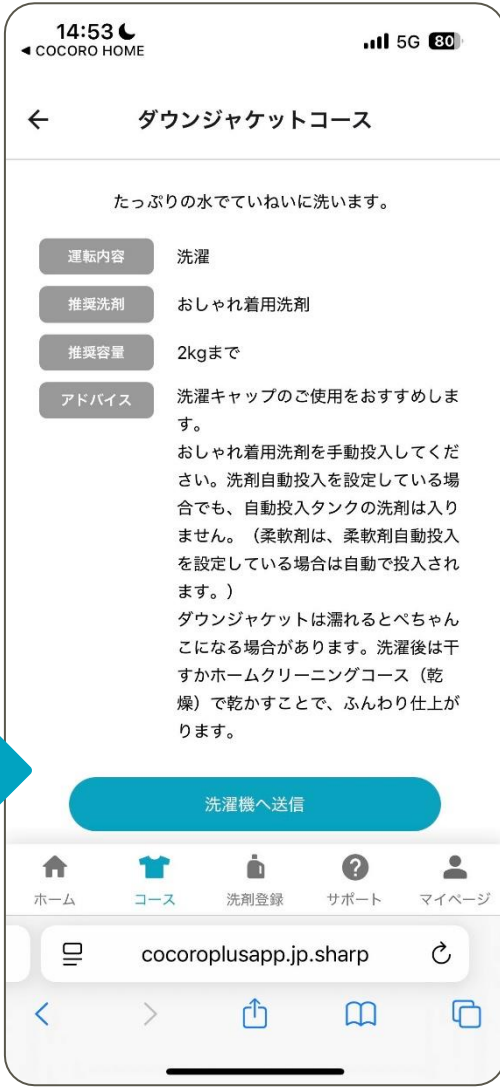 14:53
5G 80
◀ COCORO HOME
← ダウンジャケットコース
たっぷりの水でていねいに洗います。
運転内容 洗濯
推奨洗剤 おしゃれ着用洗剤
推奨容量 2kgまで
アドバイス 洗濯キャップのご使用をおすすめしま
す。
おしゃれ着用洗剤を手動投入してくだ
さい。洗剤自動投入を設定している場
合でも、自動投入タンクの洗剤は入り
ません。（柔軟剤は、柔軟剤自動投入
を設定している場合は自動で投入され
ます。）
ダウンジャケットは濡れるとぺちゃん
こになる場合があります。洗濯後は干
すかホームクリーニングコース（乾
燥）で乾かすことで、ふんわり仕上が
ります。
洗濯機へ送信
ホーム コース 洗剤登録 サポート マイページ
cocoroplusapp.jp.sharp